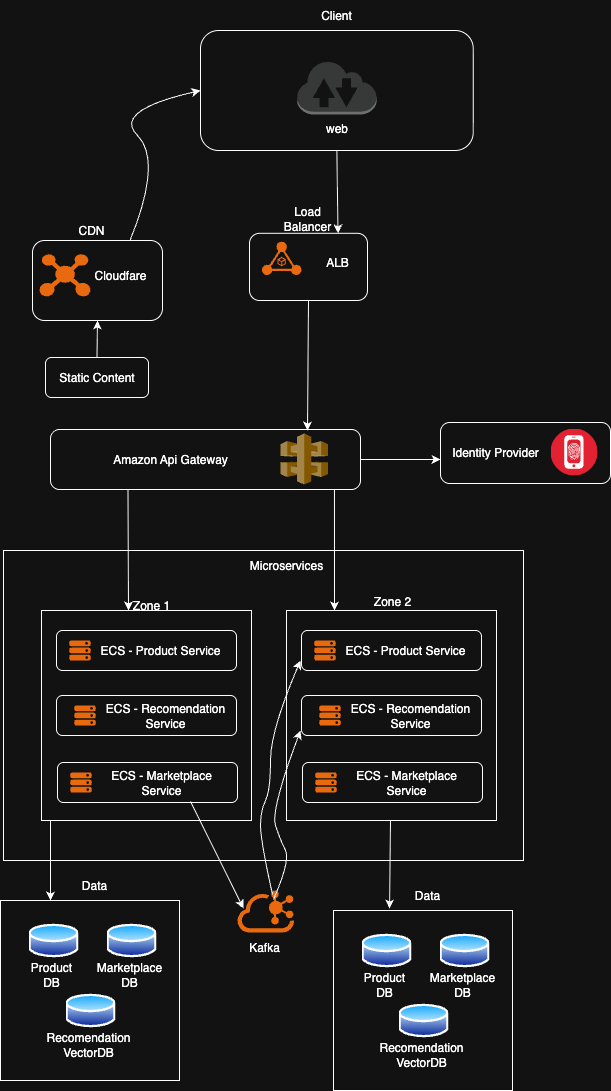 Client
web
Load
Balancer
CDN
Cloudfare
ALB
Static Content
Amazon Api Gateway
Identity Provider
Microservices
Zone 1
Zone 2
ECS - Product Service
ECS - Product Service
ECS - Recomendation
Service
ECS - Recomendation
Service
ECS - Marketplace
Service
ECS - Marketplace
Service
Data
Data
Kafka
Product
DB
Marketplace
DB
Recomendation
VectorDB
Product
DB
Marketplace
DB
Recomendation
VectorDB